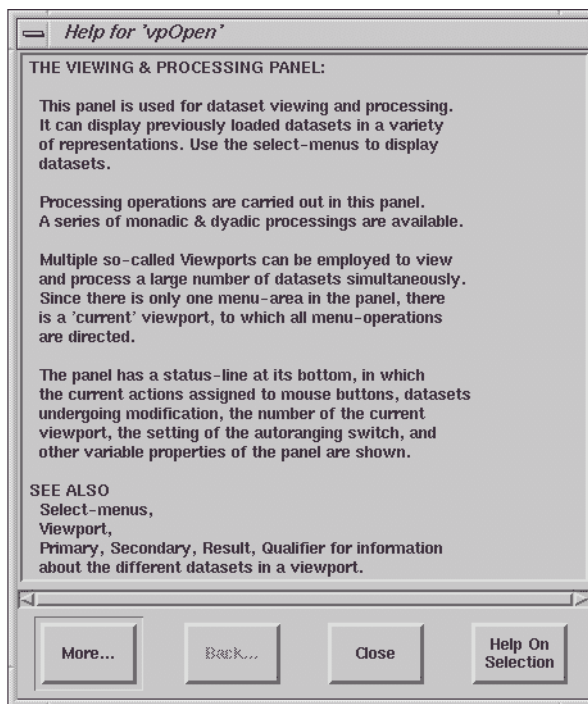 Help for 'vpOpen'
THE VIEWING & PROCESSING PANEL:
This panel is used for dataset viewing and processing.
It can display previously loaded datasets in a variety
of representations. Use the select-menus to display
datasets.
Processing operations are carried out in this panel.
A series of monadic & dyadic processings are available.
Multiple so-called Viewports can be employed to view
and process a large number of datasets simultaneously.
Since there is only one menu-area in the panel, there
is a 'current' viewport, to which all menu-operations
are directed.
The panel has a status-line at its bottom, in which
the current actions assigned to mouse buttons, datasets
undergoing modification, the number of the current
viewport, the setting of the autoranging switch, and
other variable properties of the panel are shown.
SEE ALSO
Select-menus,
Viewport,
Primary, Secondary, Result, Qualifier for information
about the different datasets in a viewport.
More...
Back...
Close
Help On
Selection